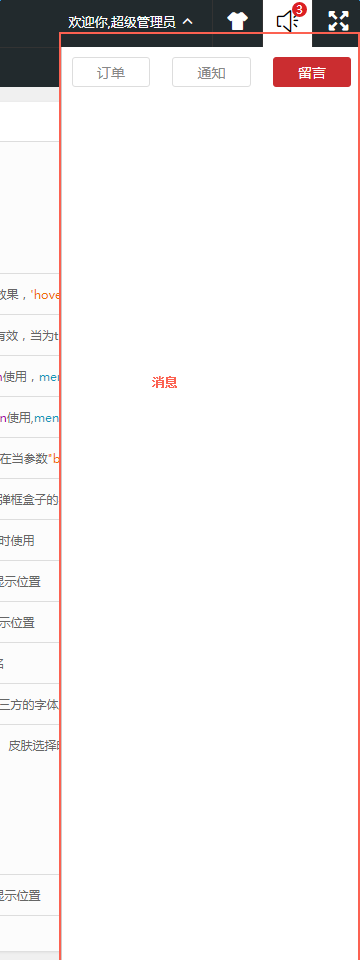 欢迎你,超级管理员
3
订单
通知
留言
效果，'hove
有效，当为t
n使用，men
n使用,men
消息
在当参数"b
弹框盒子的
时使用
显示位置
示位置
名
三方的字体
皮肤选择
显示位置